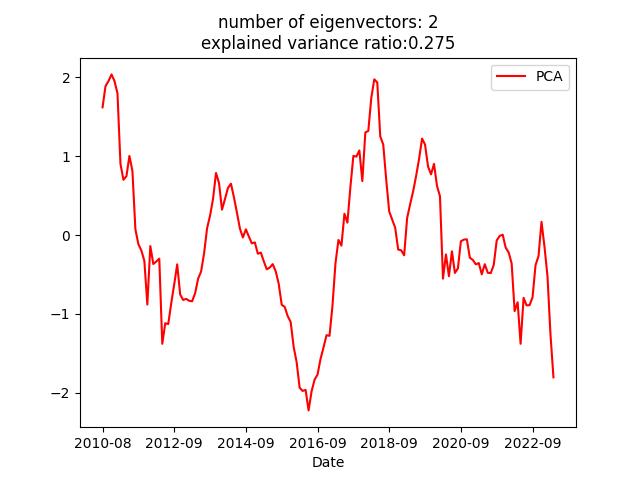 number of eigenvectors: 2
explained variance ratio:0.275
PCA
2
1
0
−1
−2
2010-08 2012-09 2014-09 2016-09 2018-09 2020-09 2022-09
Date